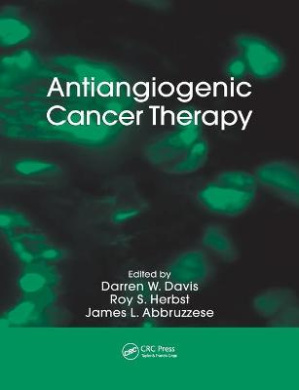 Antiangiogenic
Cancer Therapy
Edited by
Darren W. Davis
Roy S. Herbst
James L. Abbruzzese
CRC Press
Taylor & Francis Group